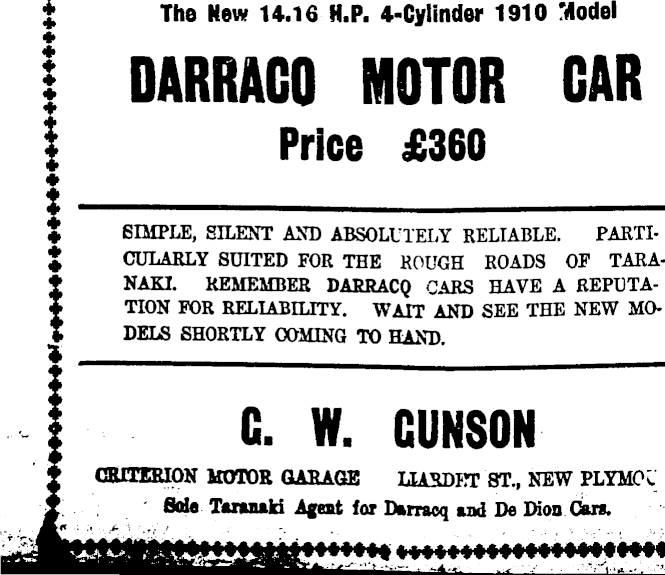 The New 14.16 H.P. 4-Cylinder 1910 Model
DARRACQ MOTOR CAR
Price £360
SIMPLE, SILENT AND ABSOLUTELY RELIABLE. PARTI-
CULARLY SUITED FOR THE ROUGH ROADS OF TARA-
NAKI. REMEMBER DARRACQ CARS HAVE A REPUTA-
TION FOR RELIABILITY. WAIT AND SEE THE NEW MO-
DELS SHORTLY COMING TO HAND.
G. W. GUNSON
CRITERION MOTOR GARAGE LIARDET ST., NEW PLYMOU
Sole Taranaki Agent for Darracq and De Dion Cars.